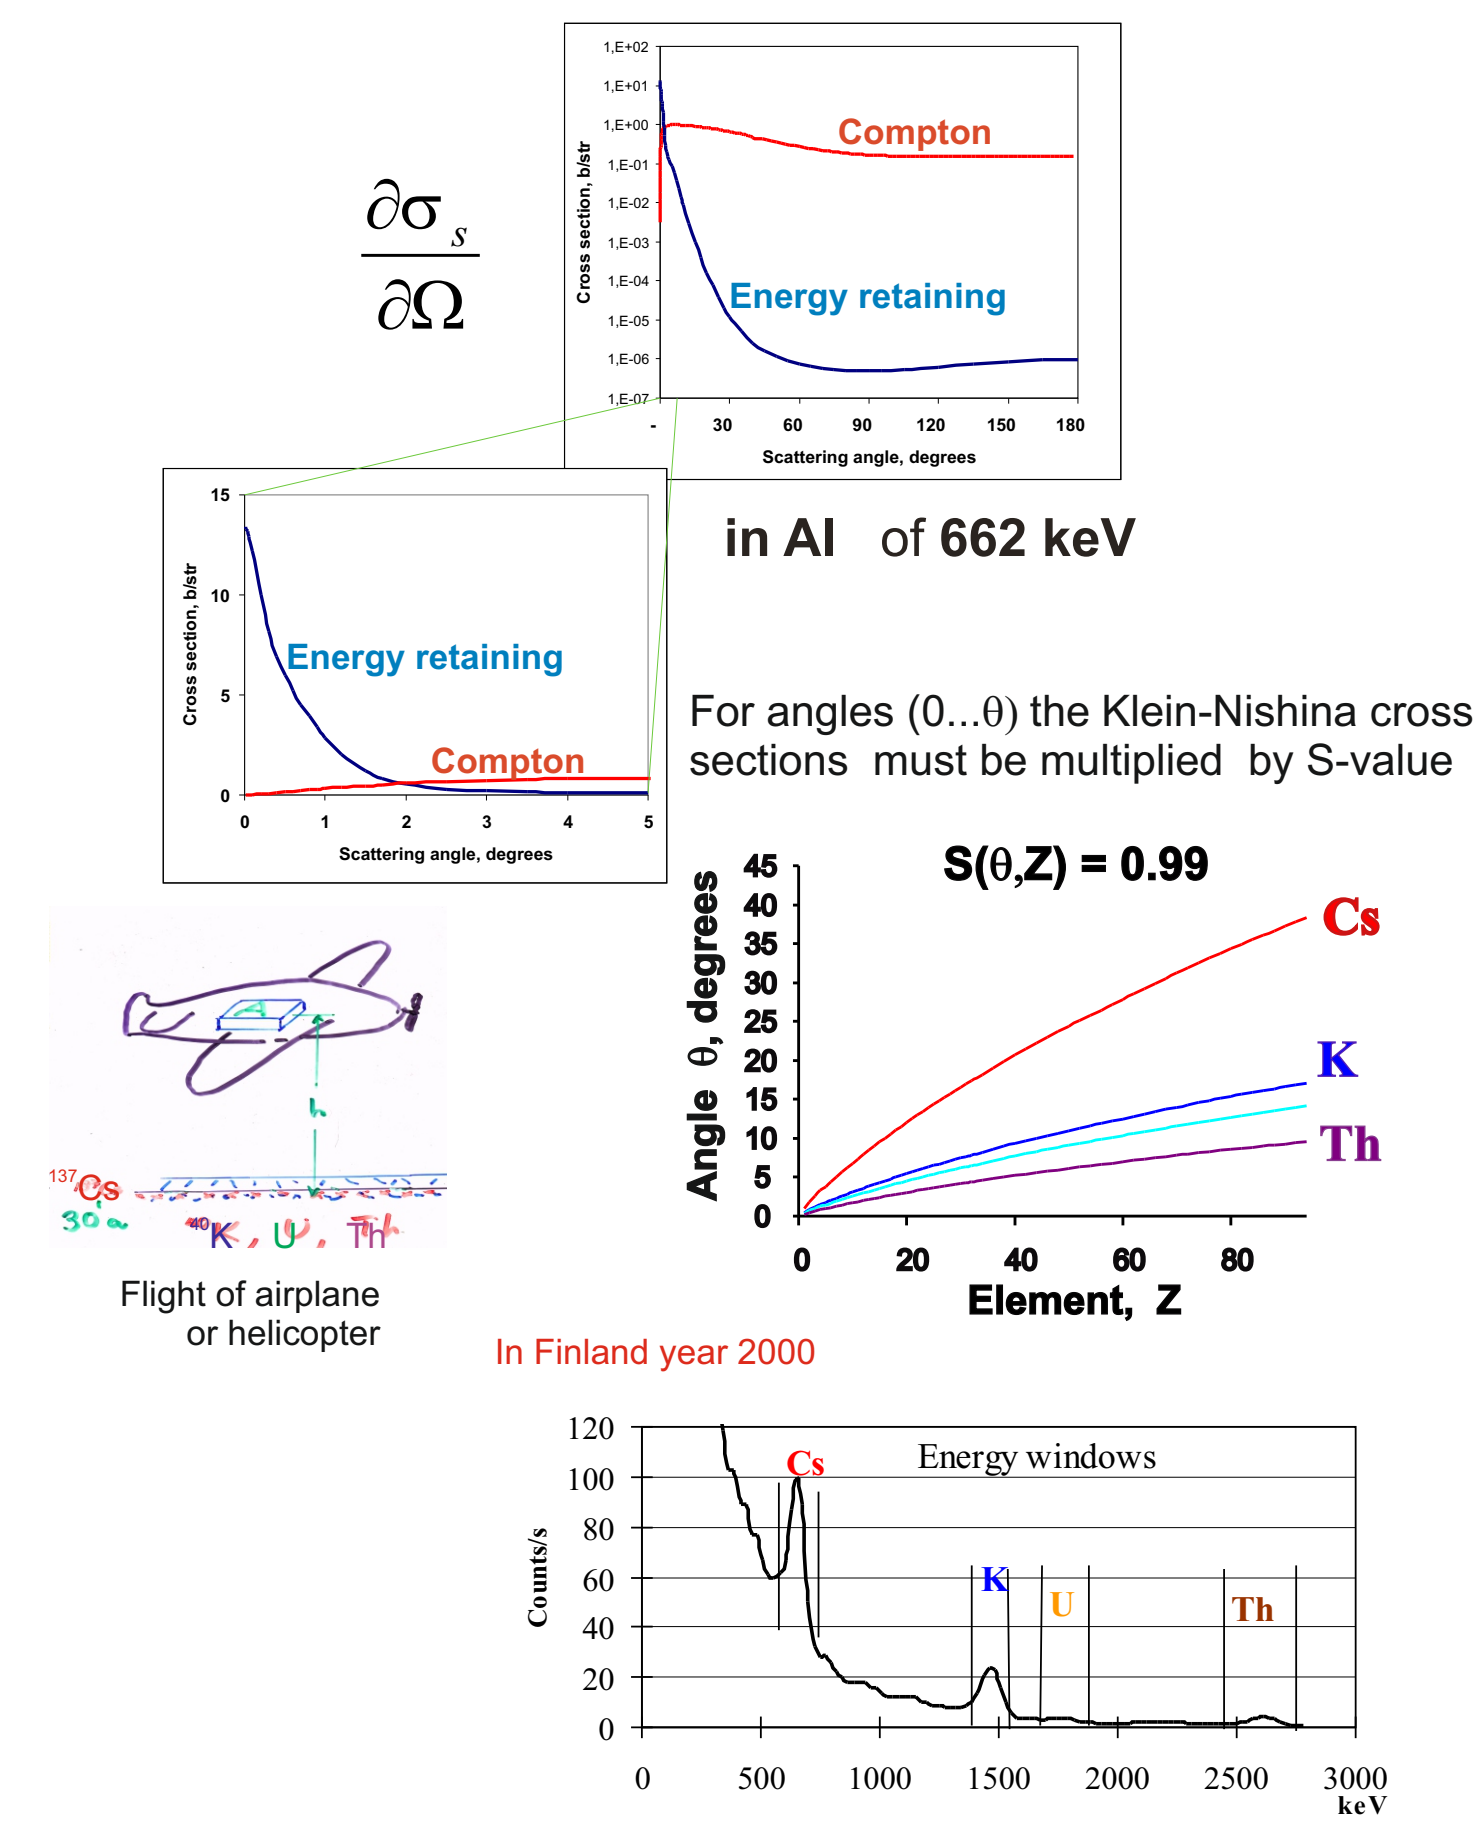 1,E+02
1,E+01
1,E+00
1,E-01
1,E-02
1,E-03
1,E-04
1,E-05
1,E-06
1,E-07
Cross section, b/str
Compton
Energy retaining
- 30 60 90 120 150 180
Scattering angle, degrees
∂σ s
∂Ω
15
10
5
0
Cross section, b/str
Energy retaining
Compton
0 1 2 3 4 5
Scattering angle, degrees
in Al of 662 keV
For angles (0...θ) the Klein-Nishina cross
sections must be multiplied by S-value
S(θ,Z) = 0.99
45
40
35
30
25
20
15
10
5
0
Angle θ, degrees
Cs
K
Th
0 20 40 60 80
Element, Z
A
h
137Cs
30a
40K, U, Th
Flight of airplane
or helicopter
In Finland year 2000
120
100
80
60
40
20
0
Counts/s
Energy windows
Cs
K
U
Th
0 500 1000 1500 2000 2500 3000
keV